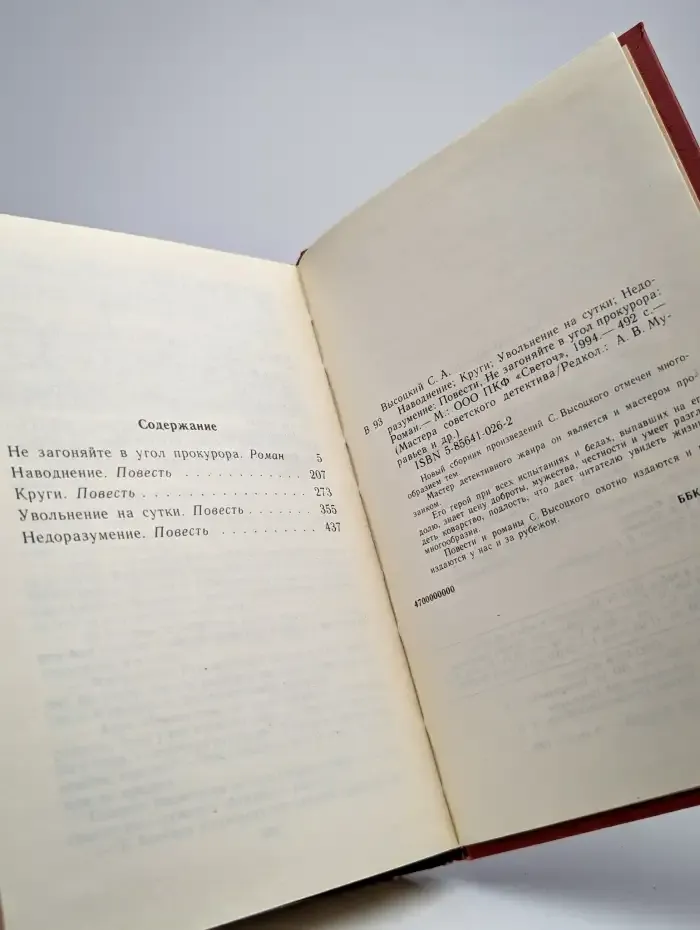 Содержание
Не загоняйте в угол прокурора. Роман 5
Наводнение. Повесть . . . . . . . . . . . 207
Круги. Повесть . . . . . . . . . . . . . . . 273
Увольнение на сутки. Повесть . . . . . . . 355
Недоразумение. Повесть . . . . . . . . . 437
Высоцкий С. А.
В 93 Наводнение; Круги; Увольнение на сутки; Недо-
разумение: Повести, Не загоняйте в угол прокурора:
Роман.— М.: ООО ПКФ «Светоч», 1994.— 492 с.—
(Мастера советского детектива/Редкол.: А. В. Му-
равьев и др.)
ISBN 5-85641-026-2
Новый сборник произведений С. Высоцкого отмечен много-
образием тем
Мастер детективного жанра он является и мастером про
занком.
Его герой при всех испытаниях и бедах, выпавших на ег
долю, знает цену доброты, мужества, честности и умеет разгл
деть коварство, подлость, что дает читателю увидеть жизн
многообразии.
Повести и романы С. Высоцкого охотно издаются и
издаются у нас и за рубежом.
ББК
4700000000